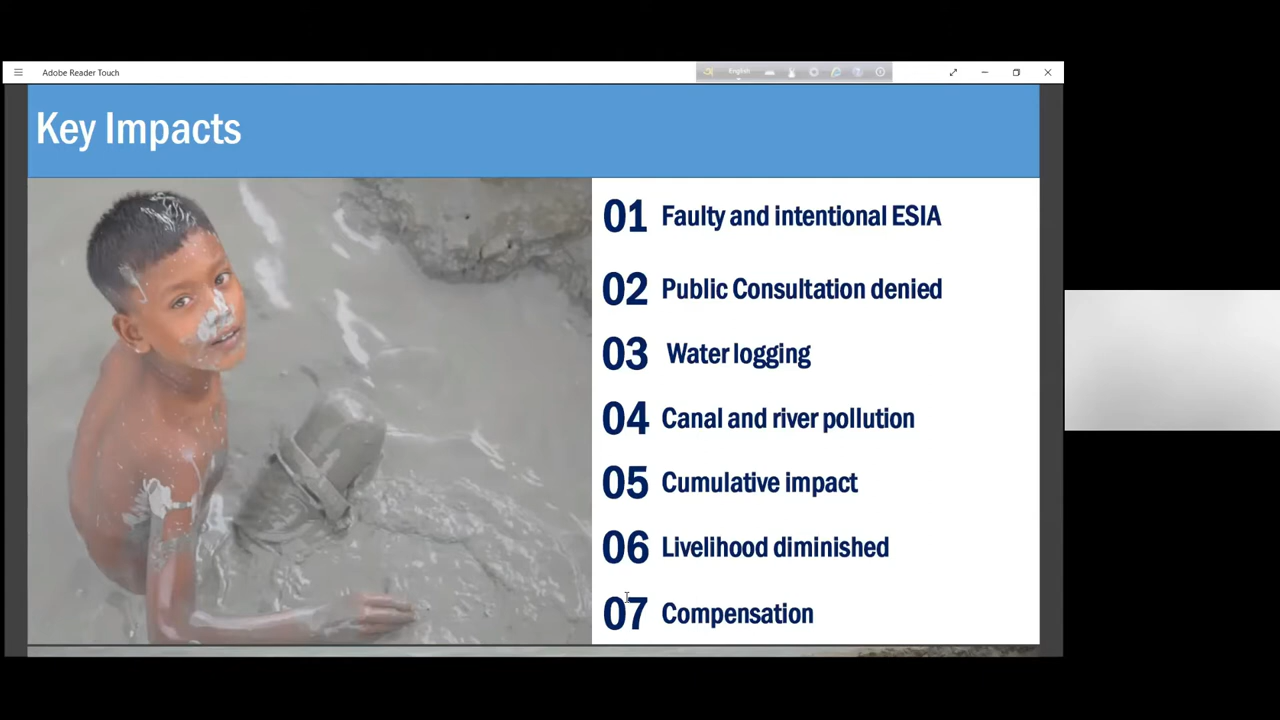 Adobe Reader Touch
English
Key Impacts
01 Faulty and intentional ESIA
02 Public Consultation denied
03 Water logging
04 Canal and river pollution
05 Cumulative impact
06 Livelihood diminished
07 Compensation